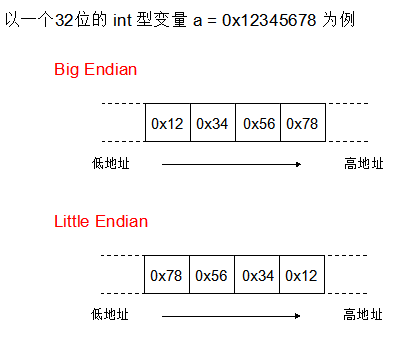 以一个32位的 int 型变量 a = 0x12345678 为例
Big Endian
0x12 0x34 0x56 0x78
低地址 高地址
Little Endian
0x78 0x56 0x34 0x12
低地址 高地址